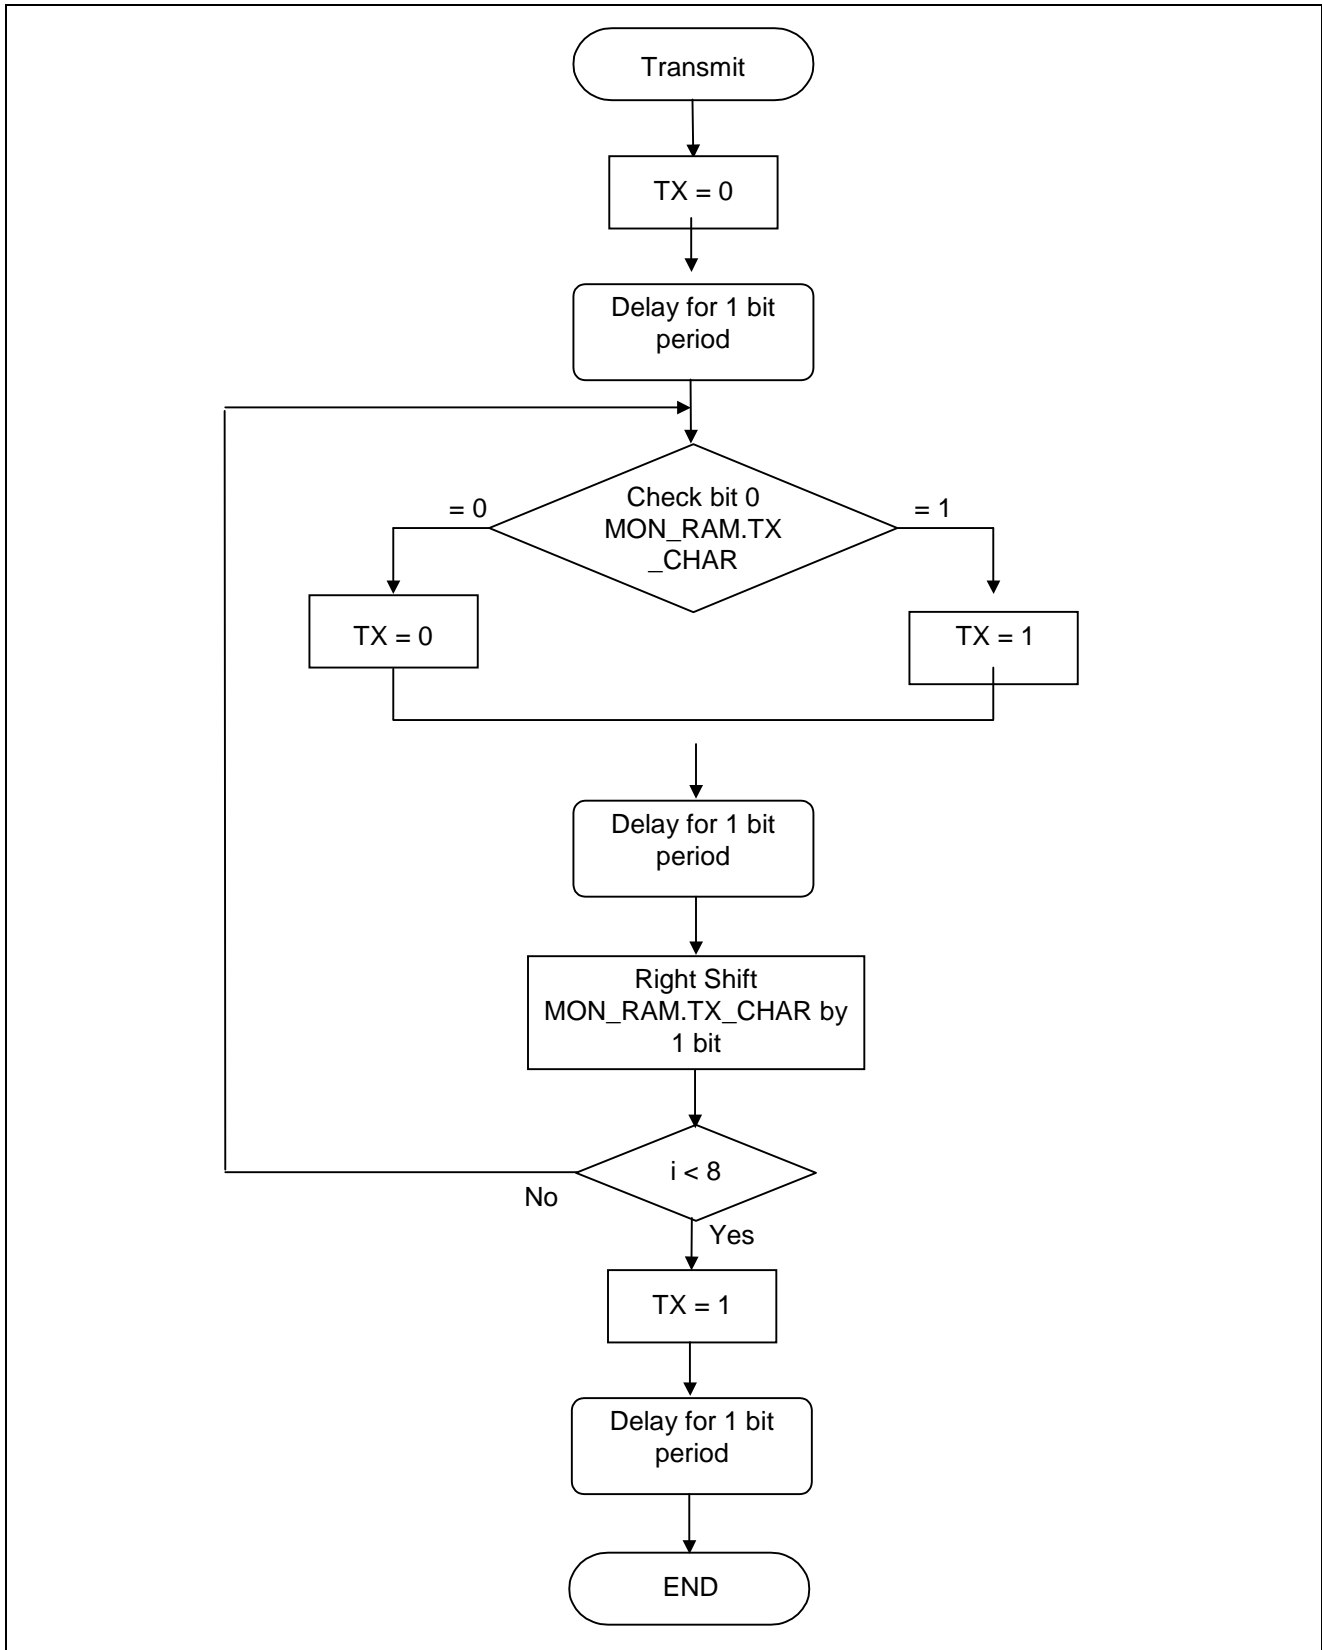 Transmit
TX = 0
Delay for 1 bit
period
Check bit 0
MON_RAM.TX
_CHAR
= 0
= 1
TX = 0
TX = 1
Delay for 1 bit
period
Right Shift
MON_RAM.TX_CHAR by
1 bit
i < 8
No
Yes
TX = 1
Delay for 1 bit
period
END